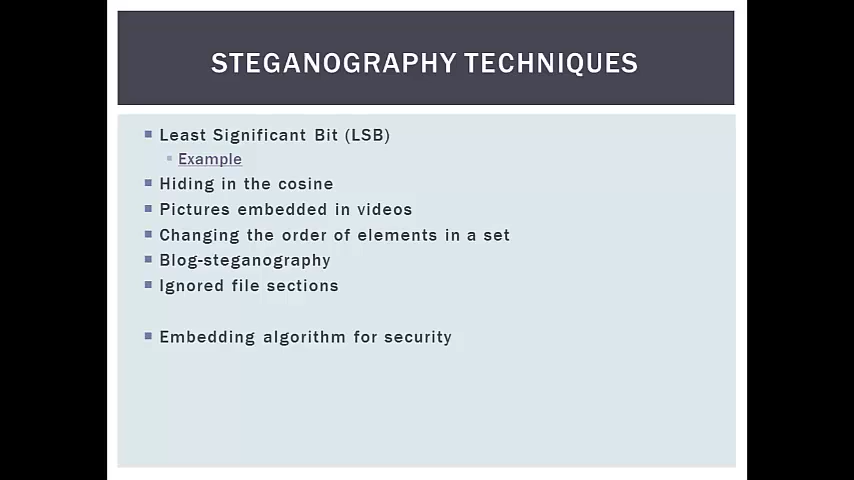 STEGANOGRAPHY TECHNIQUES
Least Significant Bit (LSB)
Example
Hiding in the cosine
Pictures embedded in videos
Changing the order of elements in a set
Blog-steganography
Ignored file sections
Embedding algorithm for security